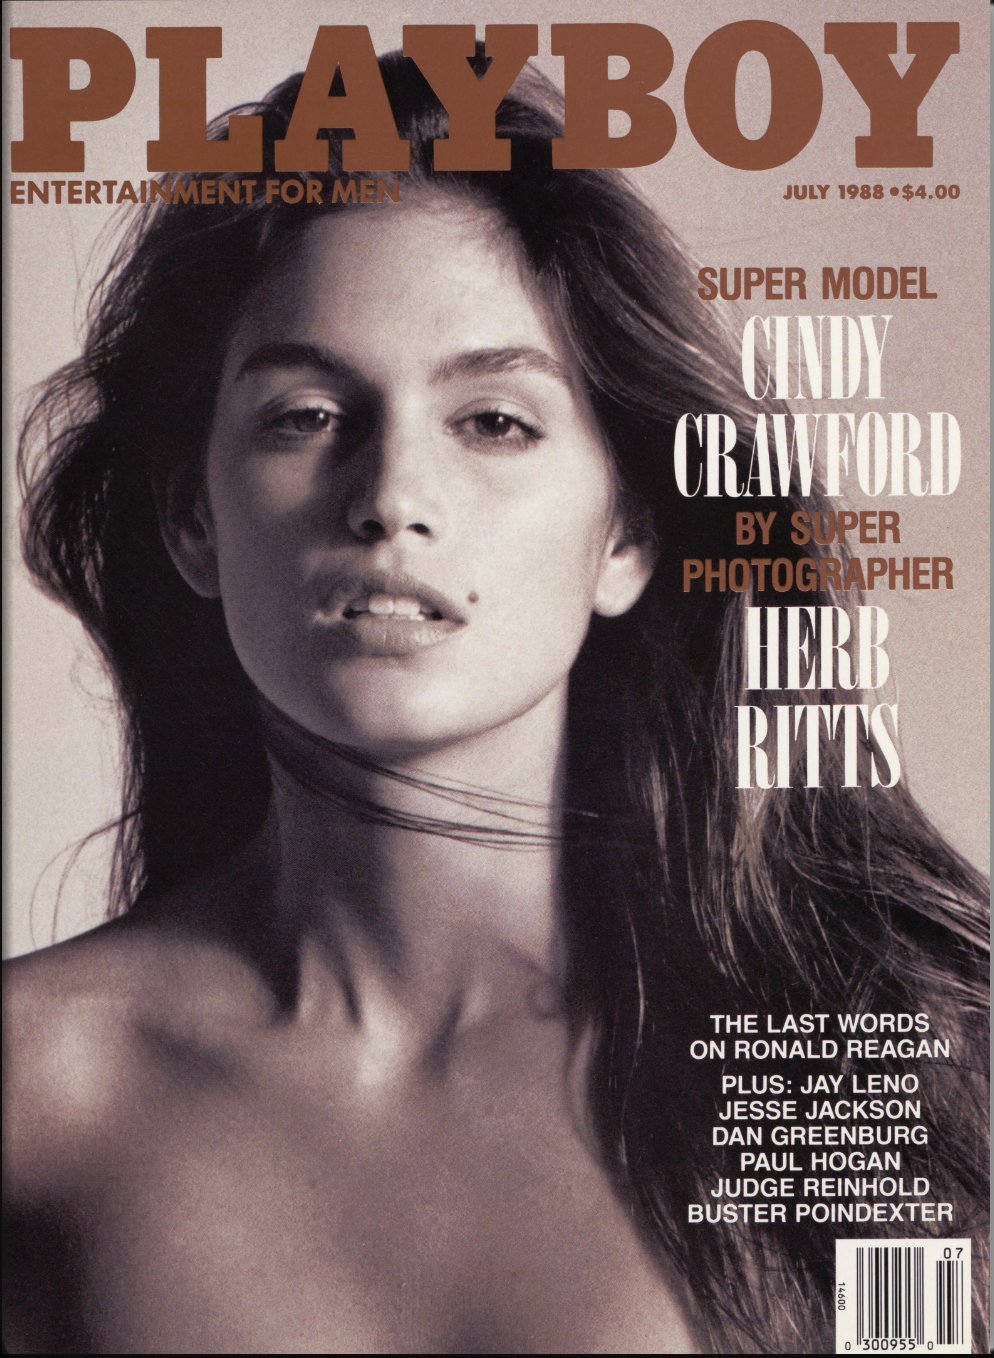 PLAYBOY
ENTERTAINMENT FOR MEN
JULY 1988 • $4.00
SUPER MODEL
CINDY
CRAWFORD
BY SUPER
PHOTOGRAPHER
HERB
RITTS
THE LAST WORDS
ON RONALD REAGAN
PLUS: JAY LENO
JESSE JACKSON
DAN GREENBURG
PAUL HOGAN
JUDGE REINHOLD
BUSTER POINDEXTER
07
14600
0 300955 0